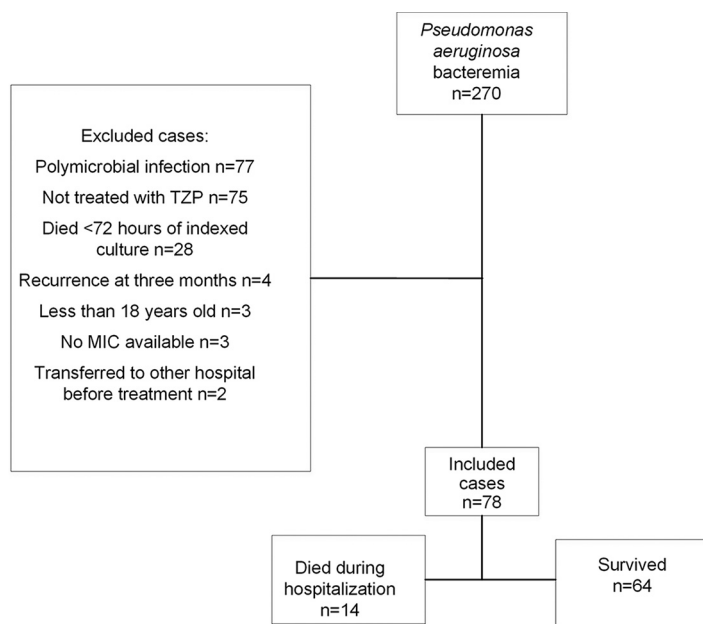 Pseudomonas
aeruginosa
bacteremia
n=270
Excluded cases:
Polymicrobial infection n=77
Not treated with TZP n=75
Died <72 hours of indexed
culture n=28
Recurrence at three months n=4
Less than 18 years old n=3
No MIC available n=3
Transferred to other hospital
before treatment n=2
Included
cases
n=78
Died during
hospitalization
n=14
Survived
n=64